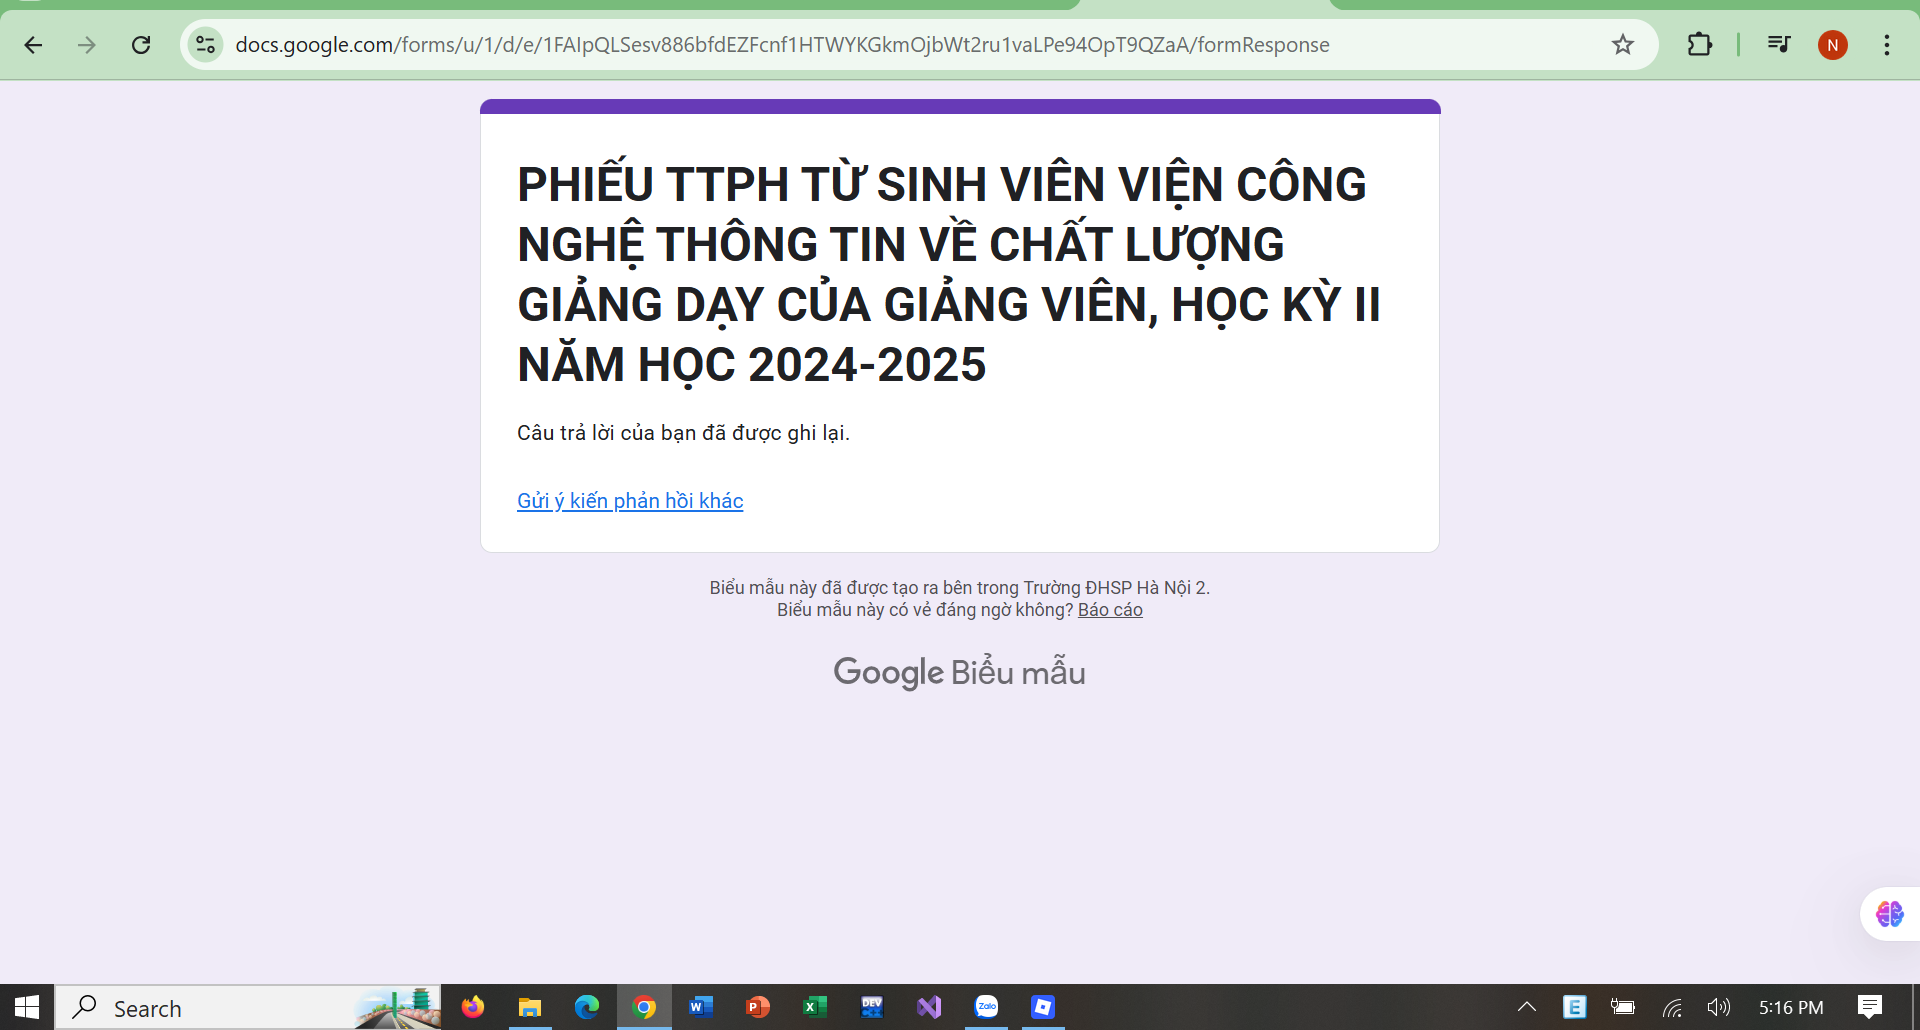 docs.google.com/forms/u/1/d/e/1FAIpQLSesv886bfdEZFcnf1HTWYKGkmOjbWt2ru1vaLPe94OpT9QZaA/formResponse
N
PHIẾU TTPH TỪ SINH VIÊN VIỆN CÔNG
NGHỆ THÔNG TIN VỀ CHẤT LƯỢNG
GIẢNG DẠY CỦA GIẢNG VIÊN, HỌC KỲ II
NĂM HỌC 2024-2025
Câu trả lời của bạn đã được ghi lại.
Gửi ý kiến phản hồi khác
Biểu mẫu này đã được tạo ra bên trong Trường ĐHSP Hà Nội 2.
Biểu mẫu này có vẻ đáng ngờ không? Báo cáo
Google Biểu mẫu
Search
W
P
X
DEV
Zalo
E
5:16 PM